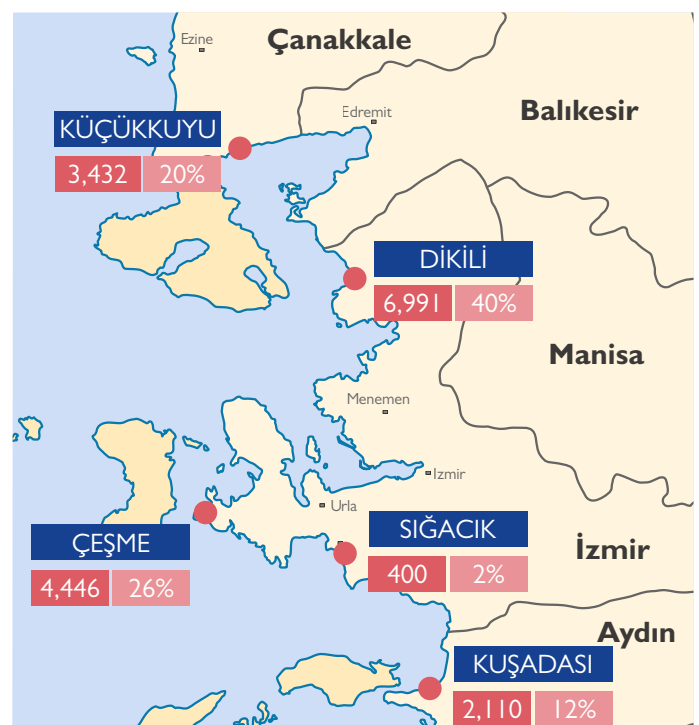 Çanakkale
Ezine
Balıkesir
Edremit
KÜÇÜKKUYU
3,432 20%
DİKİLİ
6,991 40%
Manisa
Menemen
Izmir
Urla
ÇEŞME
4,446 26%
SIĞACIK
400 2%
İzmir
Aydın
KUŞADASI
2,110 12%